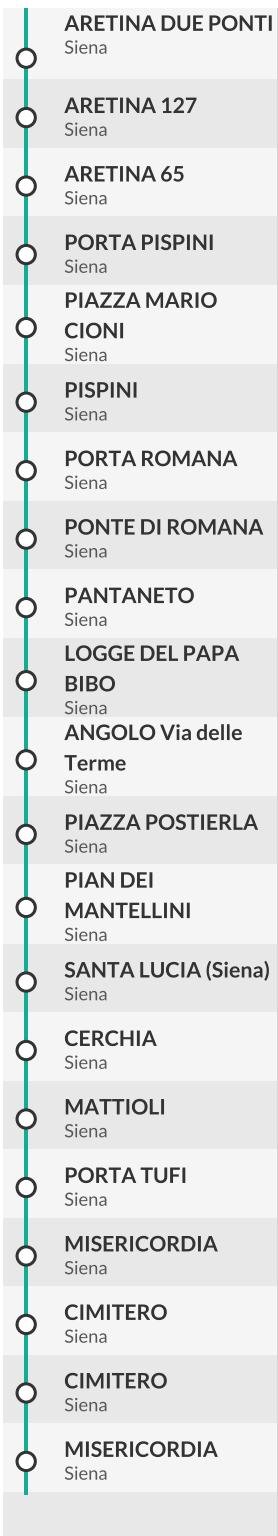 ARETINA DUE PONTI
Siena
ARETINA 127
Siena
ARETINA 65
Siena
PORTA PISPINI
Siena
PIAZZA MARIO
CIONI
Siena
PISPINI
Siena
PORTA ROMANA
Siena
PONTE DI ROMANA
Siena
PANTANETO
Siena
LOGGE DEL PAPA
BIBO
Siena
ANGOLO Via delle
Terme
Siena
PIAZZA POSTIERLA
Siena
PIAN DEI
MANTELLINI
Siena
SANTA LUCIA (Siena)
Siena
CERCHIA
Siena
MATTIOLI
Siena
PORTA TUFI
Siena
MISERICORDIA
Siena
CIMITERO
Siena
CIMITERO
Siena
MISERICORDIA
Siena